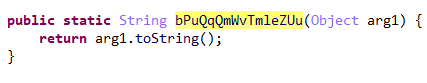 public static String bPuQqQmWvTmleZUu(Object arg1) {
    return arg1.toString();
}